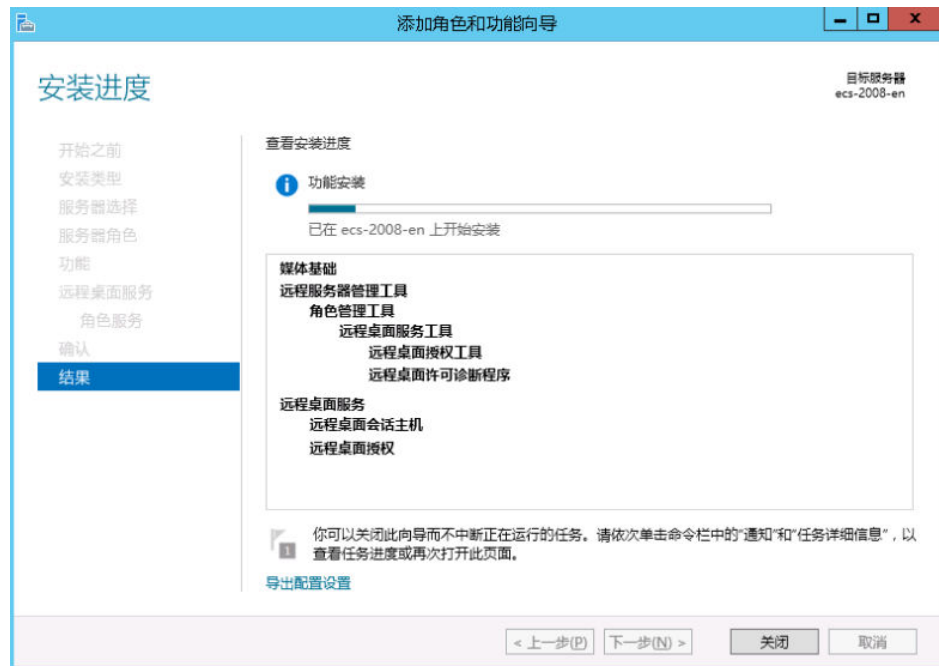 添加角色和功能向导
安装进度
目标服务器
ecs-2008-en
开始之前
安装类型
服务器选择
服务器角色
功能
远程桌面服务
角色服务
确认
结果
查看安装进度
功能安装
已在 ecs-2008-en 上开始安装
媒体基础
远程服务器管理工具
角色管理工具
远程桌面服务工具
远程桌面授权工具
远程桌面许可诊断程序
远程桌面服务
远程桌面会话主机
远程桌面授权
1
你可以关闭此向导而不中断正在运行的任务。请依次单击命令栏中的"通知"和"任务详细信息"，以
查看任务进度或再次打开此页面。
导出配置设置
< 上一步(P) 下一步(N) > 关闭 取消